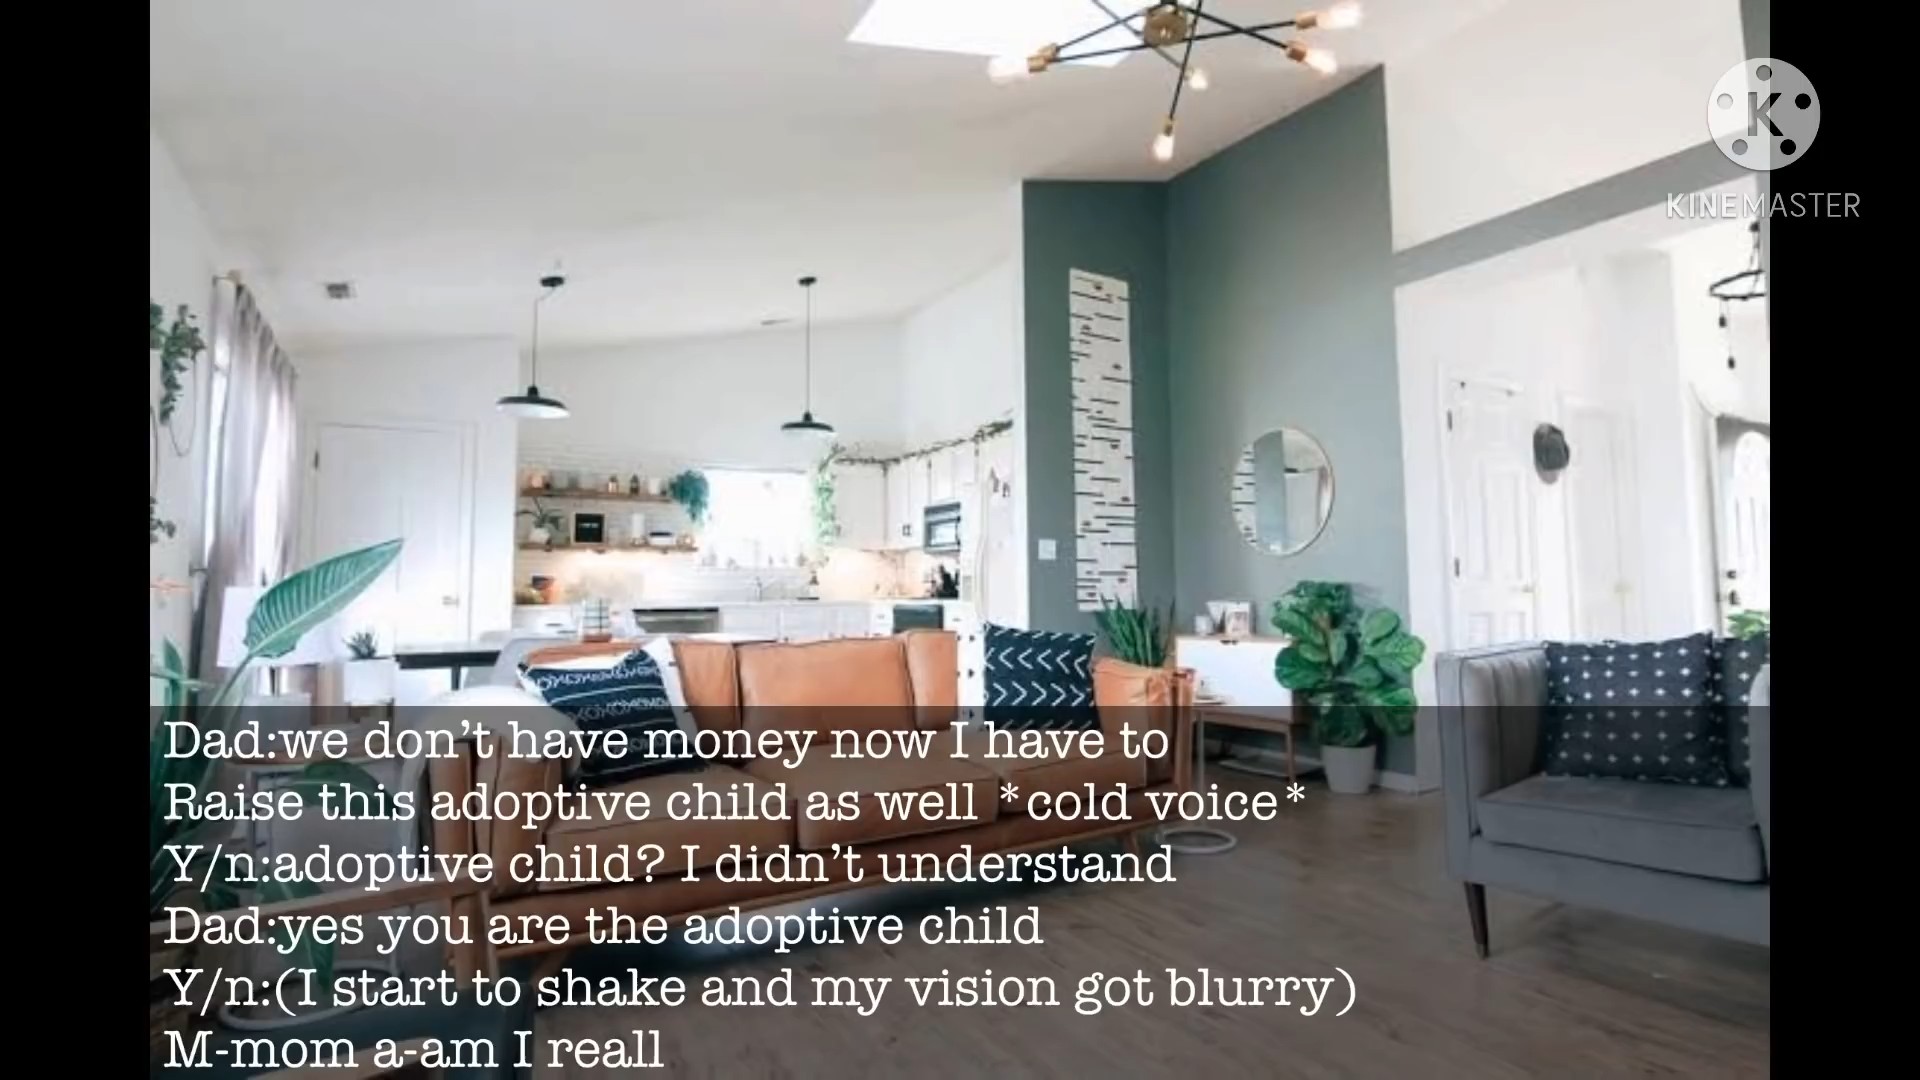 K
KINEMASTER
Dad:we don’t have money now I have to
Raise this adoptive child as well *cold voice*
Y/n:adoptive child? I didn’t understand
Dad:yes you are the adoptive child
Y/n:(I start to shake and my vision got blurry)
M-mom a-am I reall